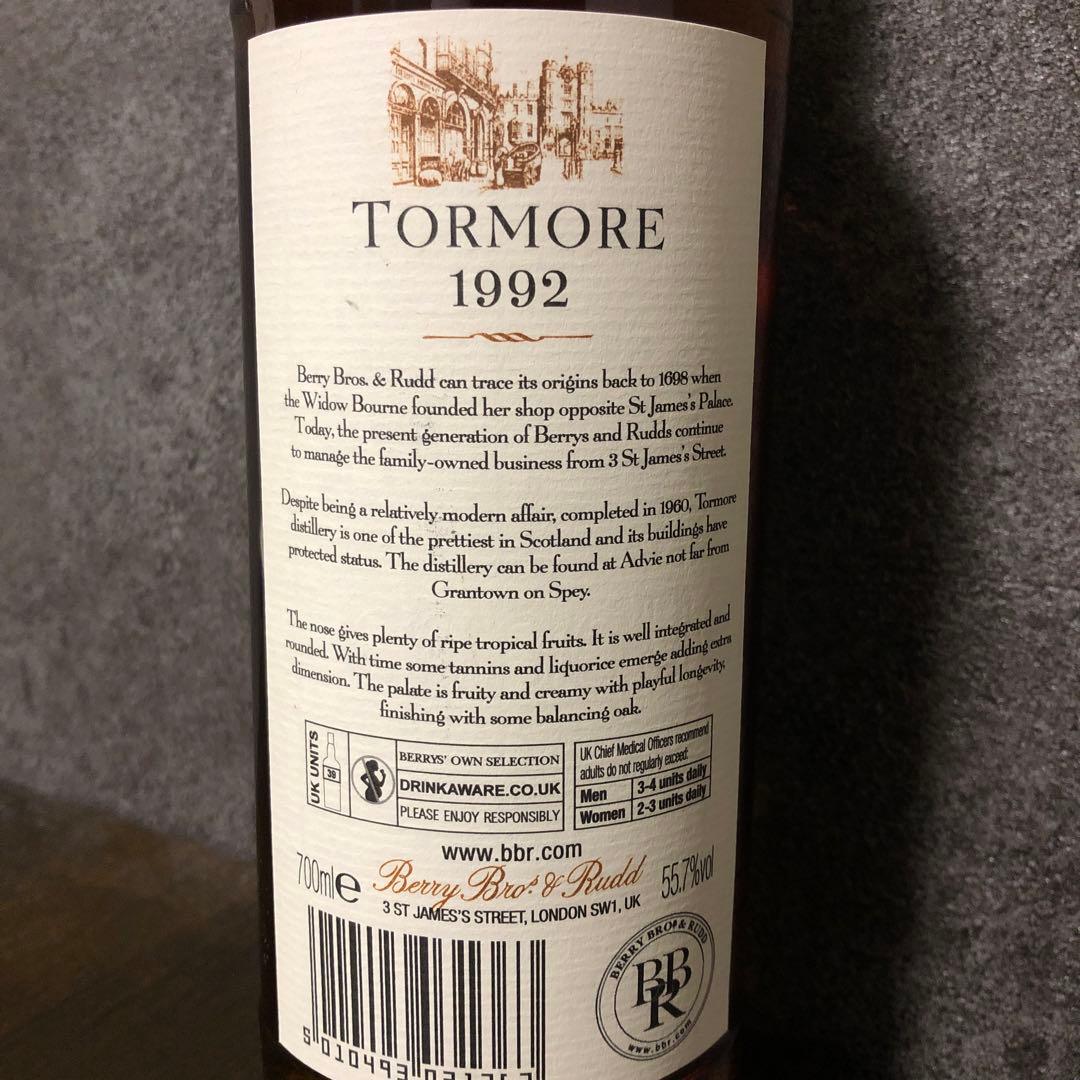 TORMORE
1992
Berry Bros. & Rudd can trace its origins back to 1698 when
the Widow Bourne founded her shop opposite St James's Palace.
Today, the present generation of Berrys and Rudds continue
to manage the family-owned business from 3 St James's Street.
Despite being a relatively modern affair, completed in 1960, Tormore
distillery is one of the prettiest in Scotland and its buildings have
protected status. The distillery can be found at Advie not far from
Grantown on Spey.
The nose gives plenty of ripe tropical fruits. It is well integrated and
rounded. With time some tannins and liquorice emerge adding extra
dimension. The palate is fruity and creamy with playful longevity,
finishing with some balancing oak.
UK UNITS
39
BERRYS' OWN SELECTION
DRINKAWARE.CO.UK
PLEASE ENJOY RESPONSIBLY
UK Chief Medical Officers recommend
adults do not regularly exceed:
Men 3-4 units daily
Women 2-3 units daily
www.bbr.com
700ml e
Berry Bros. & Rudd
55.7%vol
3 ST JAMES'S STREET, LONDON SW1, UK
BERRY BROS & RUDD
BBR
www.bbr.com
5 010493